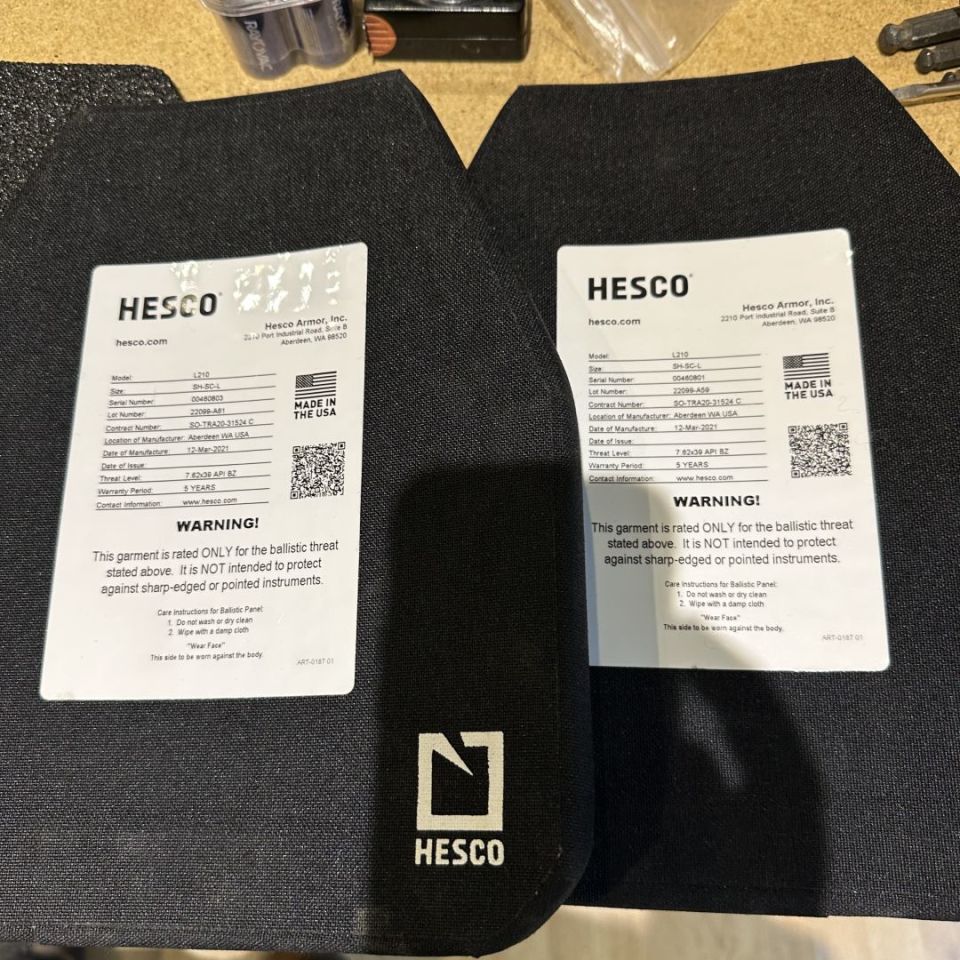 RAYOVAC
HESCO
Hesco Armor, Inc.
2210 Port Industrial Road, Suite B
Aberdeen, WA 98520
hesco.com
Model: L210
Size: SH-SC-L
Serial Number: 00460803
Lot Number: 22099-A61
Contract Number: SO-TRA20-31524 C
Location of Manufacturer: Aberdeen WA USA
Date of Manufacture: 12-Mar-2021
Date of Issue:
Threat Level: 7.62x39 API BZ
Warranty Period: 5 YEARS
Contact Information: www.hesco.com
MADE IN
THE USA
WARNING!
This garment is rated ONLY for the ballistic threat
stated above. It is NOT intended to protect
against sharp-edged or pointed instruments.
Care Instructions for Ballistic Panel:
1. Do not wash or dry clean
2. Wipe with a damp cloth
"Wear Face"
This side to be worn against the body.
ART-0187 01
HESCO
HESCO
Hesco Armor, Inc.
2210 Port Industrial Road, Suite B
Aberdeen, WA 98520
hesco.com
Model: L210
Size: SH-SC-L
Serial Number: 00460801
Lot Number: 22099-A59
Contract Number: SO-TRA20-31524 C
Location of Manufacturer: Aberdeen WA USA
Date of Manufacture: 12-Mar-2021
Date of Issue:
Threat Level: 7.62x39 API BZ
Warranty Period: 5 YEARS
Contact Information: www.hesco.com
MADE IN
THE USA
WARNING!
This garment is rated ONLY for the ballistic threat
stated above. It is NOT intended to protect
against sharp-edged or pointed instruments.
Care Instructions for Ballistic Panel:
1. Do not wash or dry clean
2. Wipe with a damp cloth
"Wear Face"
This side to be worn against the body.
ART-0187 01